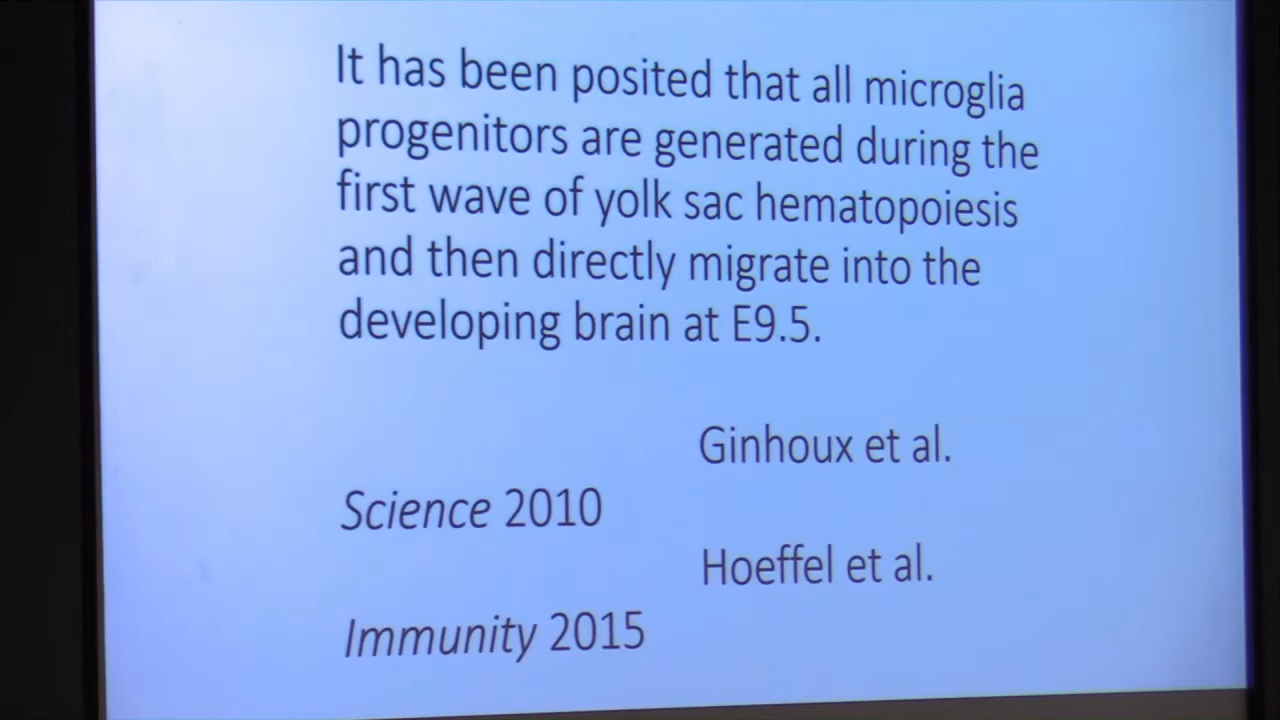 It has been posited that all microglia
progenitors are generated during the
first wave of yolk sac hematopoiesis
and then directly migrate into the
developing brain at E9.5.
Ginhoux et al.
Science 2010
Hoeffel et al.
Immunity 2015